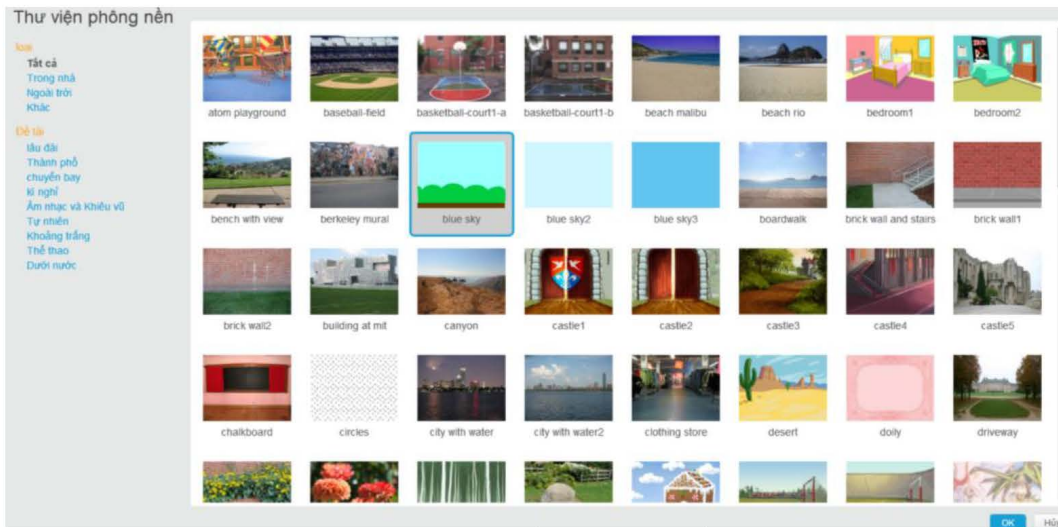 Thư viện phông nền
loại
Tất cả
Trong nhà
Ngoài trời
Khác
Đề tài
lâu đài
Thành phố
chuyến bay
kì nghỉ
Âm nhạc và Khiêu vũ
Tự nhiên
Khoảng trắng
Thể thao
Dưới nước
atom playground baseball-field basketball-court1-a basketball-court1-b beach malibu beach rio bedroom1 bedroom2
bench with view berkeley mural blue sky blue sky2 blue sky3 boardwalk brick wall and stairs brick wall1
brick wall2 building at mit canyon castle1 castle2 castle3 castle4 castle5
chalkboard circles city with water city with water2 clothing store desert doily driveway
OK